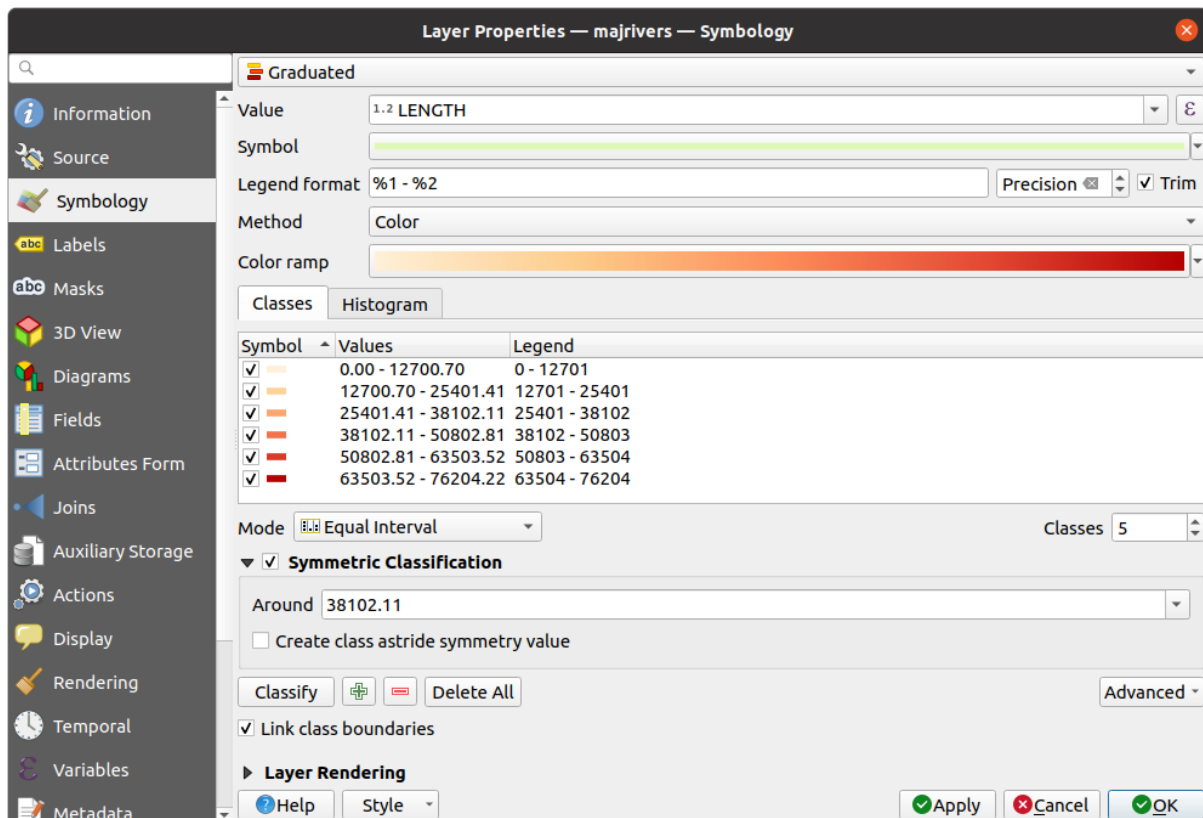 Layer Properties — majrivers — Symbology
Graduated
Information
Value 1.2 LENGTH ε
Source
Symbol
Symbology
Legend format %1 - %2 Precision Trim
Method Color
abc Labels
Color ramp
abc Masks
Classes Histogram
3D View
Symbol Values Legend
0.00 - 12700.70 0 - 12701
Diagrams
12700.70 - 25401.41 12701 - 25401
25401.41 - 38102.11 25401 - 38102
Fields
38102.11 - 50802.81 38102 - 50803
50802.81 - 63503.52 50803 - 63504
Attributes Form
63503.52 - 76204.22 63504 - 76204
Joins
Mode Equal Interval Classes 5
Auxiliary Storage
Symmetric Classification
Actions
Around 38102.11
Display
Create class astride symmetry value
Rendering
Classify Delete All Advanced
Temporal
Link class boundaries
ε Variables
Layer Rendering
Help Style Apply Cancel OK
Metadata